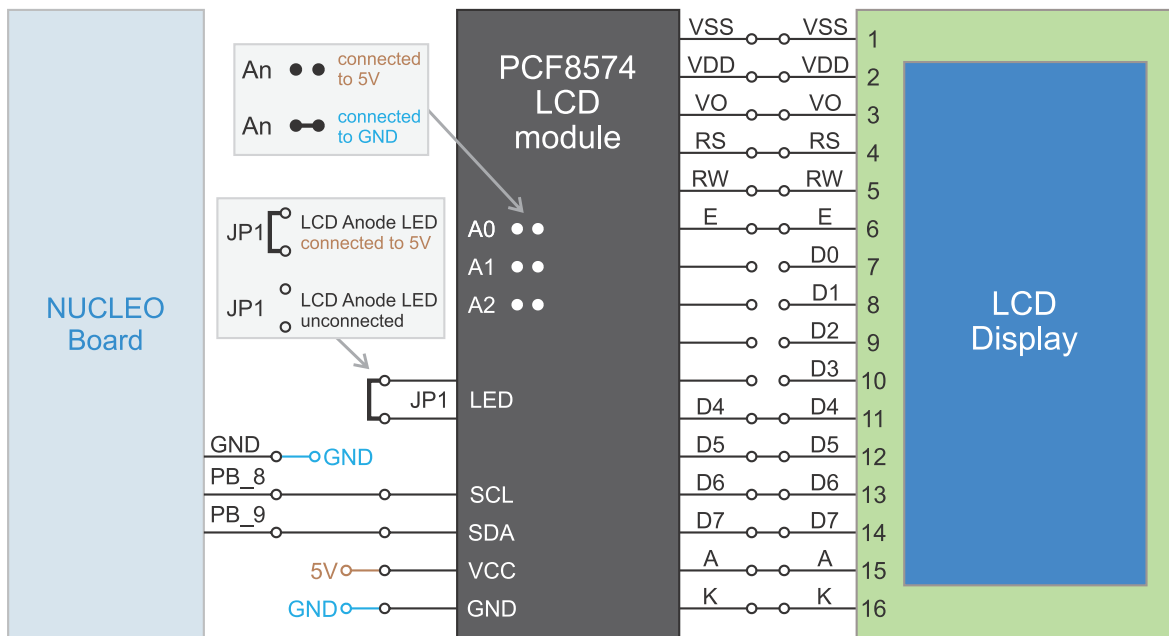 NUCLEO
Board
An
connected
to 5V
An
connected
to GND
JP1
LCD Anode LED
connected to 5V
JP1
LCD Anode LED
unconnected
GND
GND
PB_8
PB_9
5V
GND
JP1
PCF8574
LCD
module
A0
A1
A2
LED
SCL
SDA
VCC
GND
VSS VSS 1
VDD VDD 2
VO VO 3
RS RS 4
RW RW 5
E E 6
D0 7
D1 8
D2 9
D3 10
D4 D4 11
D5 D5 12
D6 D6 13
D7 D7 14
A A 15
K K 16
LCD
Display